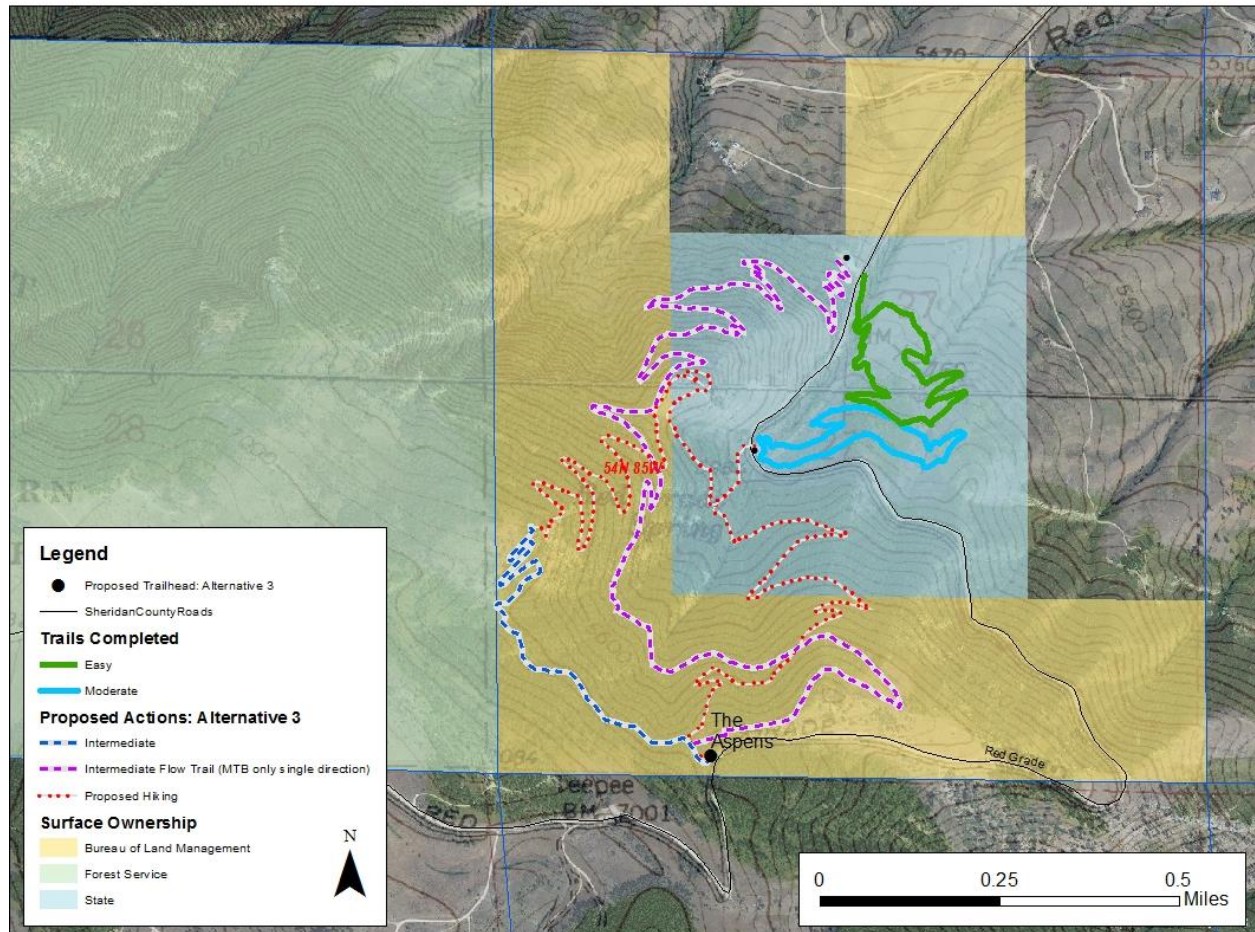 Red
5670
54N 85W
The
Aspens
Red Grade
5500
Teepee
BM 7001
RED
Legend
Proposed Trailhead: Alternative 3
SheridanCountyRoads
Trails Completed
Easy
Moderate
Proposed Actions: Alternative 3
Intermediate
Intermediate Flow Trail (MTB only single direction)
Proposed Hiking
Surface Ownership
Bureau of Land Management
Forest Service
State
N
0 0.25 0.5
Miles